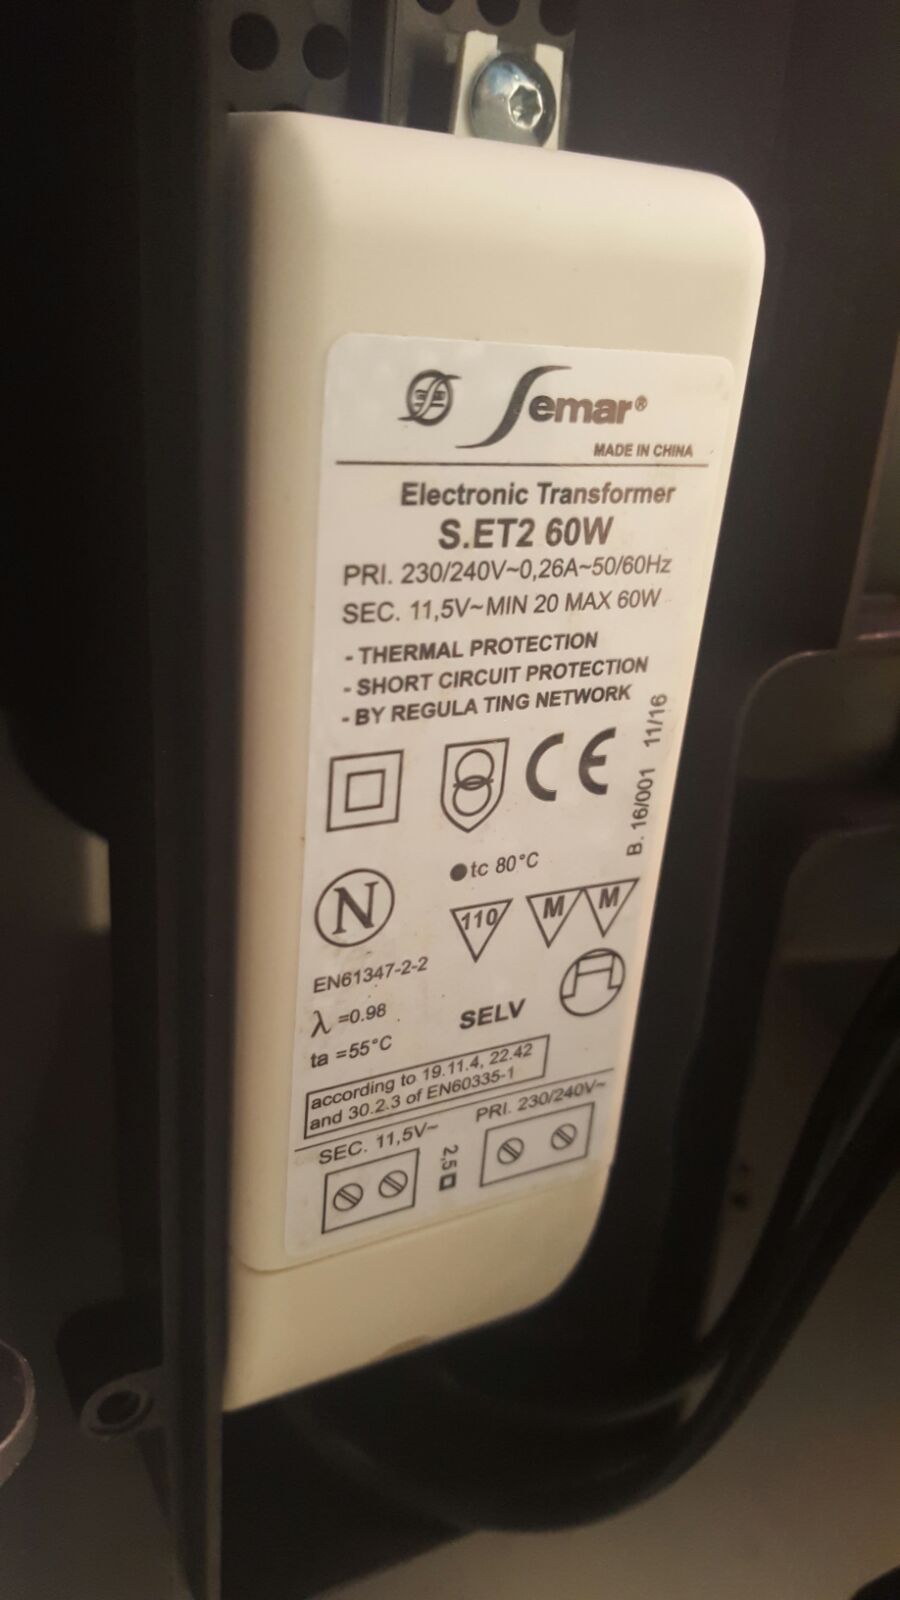 Semar®
MADE IN CHINA
Electronic Transformer
S.ET2 60W
PRI. 230/240V~0,26A~50/60Hz
SEC. 11,5V~MIN 20 MAX 60W
- THERMAL PROTECTION
- SHORT CIRCUIT PROTECTION
- BY REGULA TING NETWORK
CE
B. 16/001 11/16
tc 80°C
N
110
M M
EN61347-2-2
λ =0.98
SELV
ta =55°C
according to 19.11.4, 22.42
and 30.2.3 of EN60335-1
SEC. 11,5V~
2,5
PRI. 230/240V~